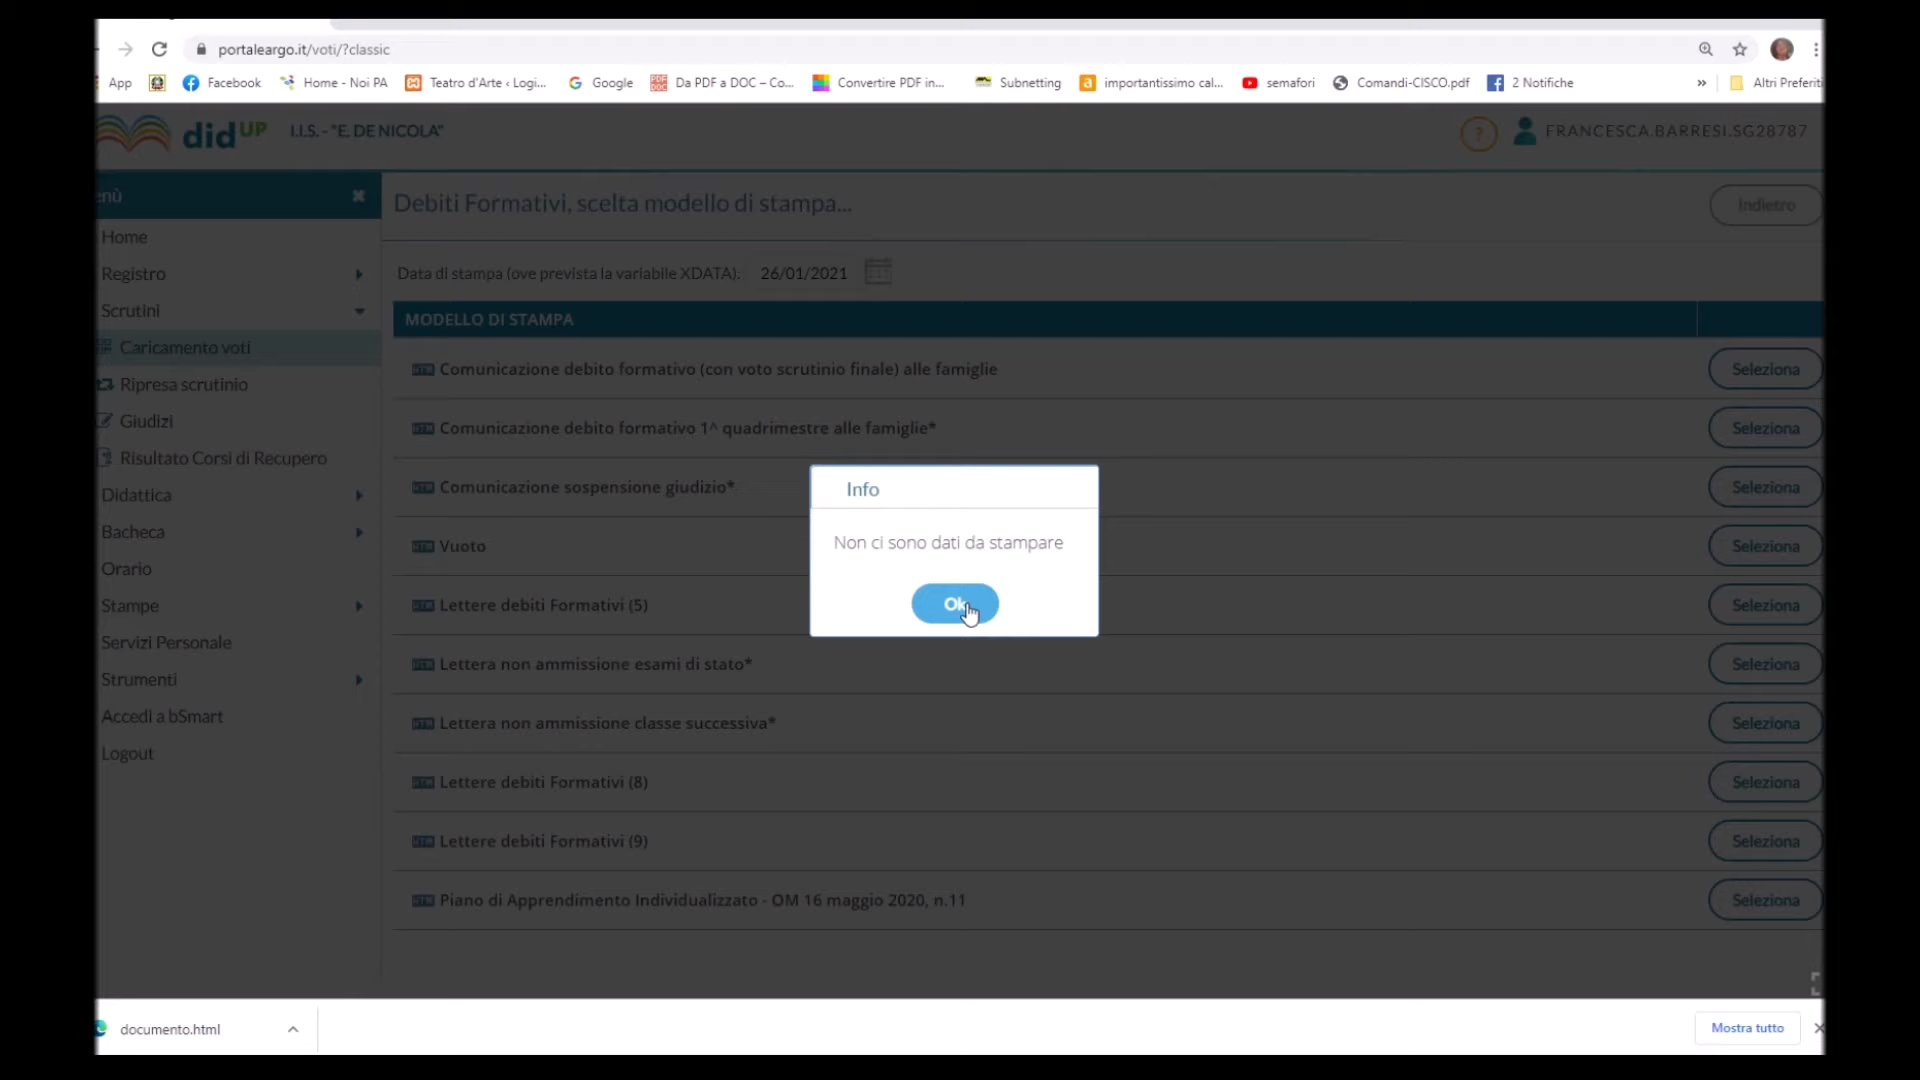 portaleargo.it/voti/?classic
App Facebook Home - Noi PA Teatro d'Arte ‹ Logi... Google Da PDF a DOC – Co... Convertire PDF in... Subnetting importantissimo cal... semafori Comandi-CISCO.pdf 2 Notifiche » Altri Preferiti
didUP I.I.S. - "E. DE NICOLA" ? FRANCESCA.BARRESI.SG28787
enù
Home
Registro
Scrutini
Caricamento voti
Ripresa scrutinio
Giudizi
Risultato Corsi di Recupero
Didattica
Bacheca
Orario
Stampe
Servizi Personale
Strumenti
Accedi a bSmart
Logout
Debiti Formativi, scelta modello di stampa...
Indietro
Data di stampa (ove prevista la variabile XDATA): 26/01/2021
MODELLO DI STAMPA
Comunicazione debito formativo (con voto scrutinio finale) alle famiglie Seleziona
Comunicazione debito formativo 1^ quadrimestre alle famiglie* Seleziona
Comunicazione sospensione giudizio* Seleziona
Vuoto Seleziona
Lettere debiti Formativi (5) Seleziona
Lettera non ammissione esami di stato* Seleziona
Lettera non ammissione classe successiva* Seleziona
Lettere debiti Formativi (8) Seleziona
Lettere debiti Formativi (9) Seleziona
Piano di Apprendimento Individualizzato - OM 16 maggio 2020, n.11 Seleziona
Info
Non ci sono dati da stampare
Ok
documento.html
Mostra tutto